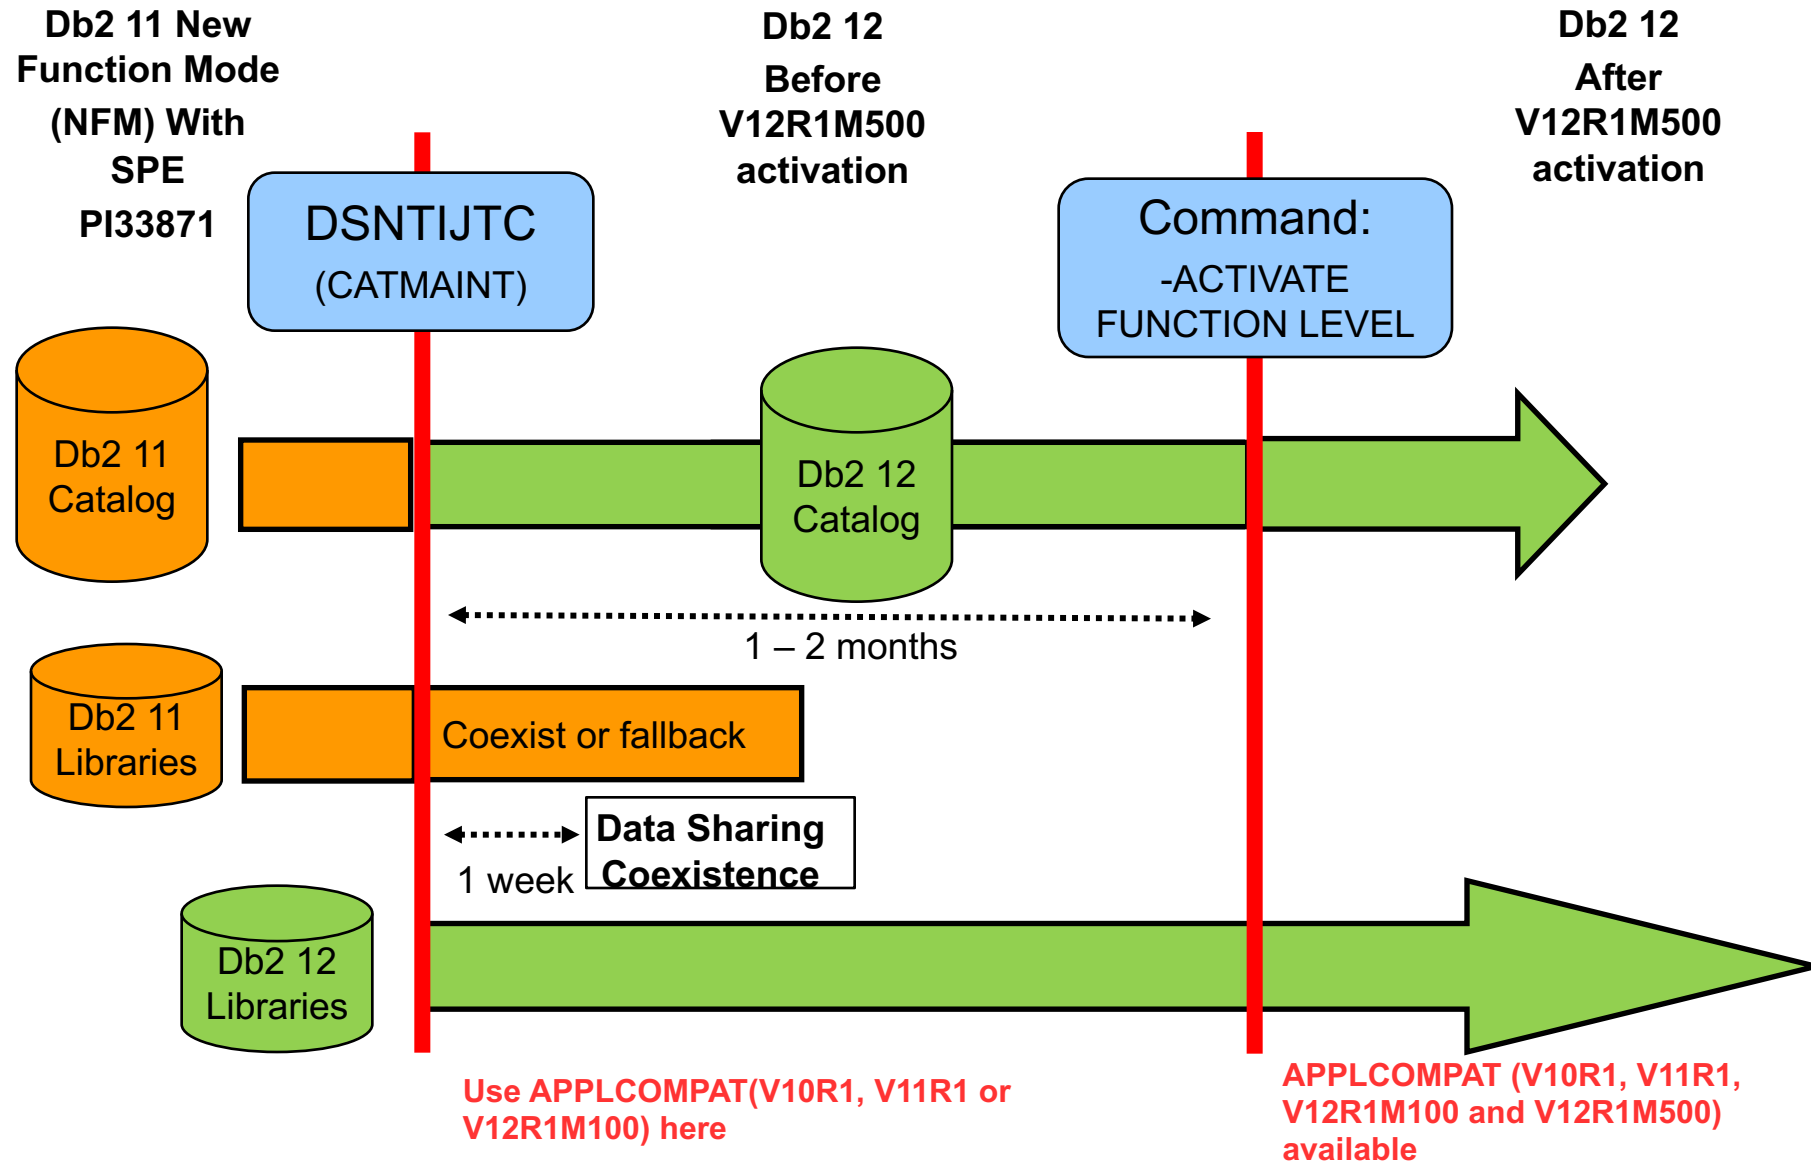 Db2 11 New
Function Mode
(NFM) With
SPE
PI33871
Db2 12
Before
V12R1M500
activation
Db2 12
After
V12R1M500
activation
DSNTIJTC
(CATMAINT)
Command:
-ACTIVATE
FUNCTION LEVEL
Db2 11
Catalog
Db2 12
Catalog
1 – 2 months
Db2 11
Libraries
Coexist or fallback
Data Sharing
Coexistence
1 week
Db2 12
Libraries
Use APPLCOMPAT(V10R1, V11R1 or
V12R1M100) here
APPLCOMPAT (V10R1, V11R1,
V12R1M100 and V12R1M500)
available